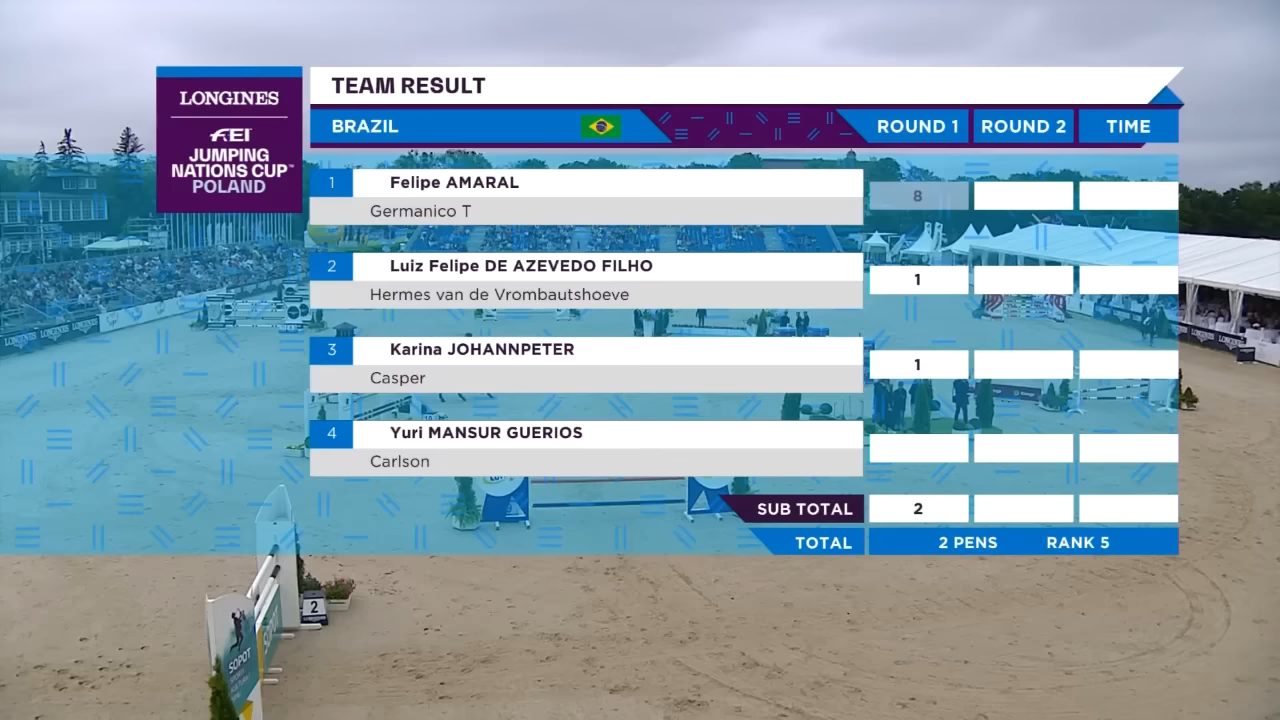 LONGINES
FEI
JUMPING
NATIONS CUP™
POLAND
TEAM RESULT
BRAZIL
ROUND 1
ROUND 2
TIME
1
Felipe AMARAL
Germanico T
8
2
Luiz Felipe DE AZEVEDO FILHO
Hermes van de Vrombautshoeve
1
3
Karina JOHANNPETER
Casper
1
4
Yuri MANSUR GUERIOS
Carlson
SUB TOTAL
2
TOTAL
2 PENS
RANK 5
2
SOPOT